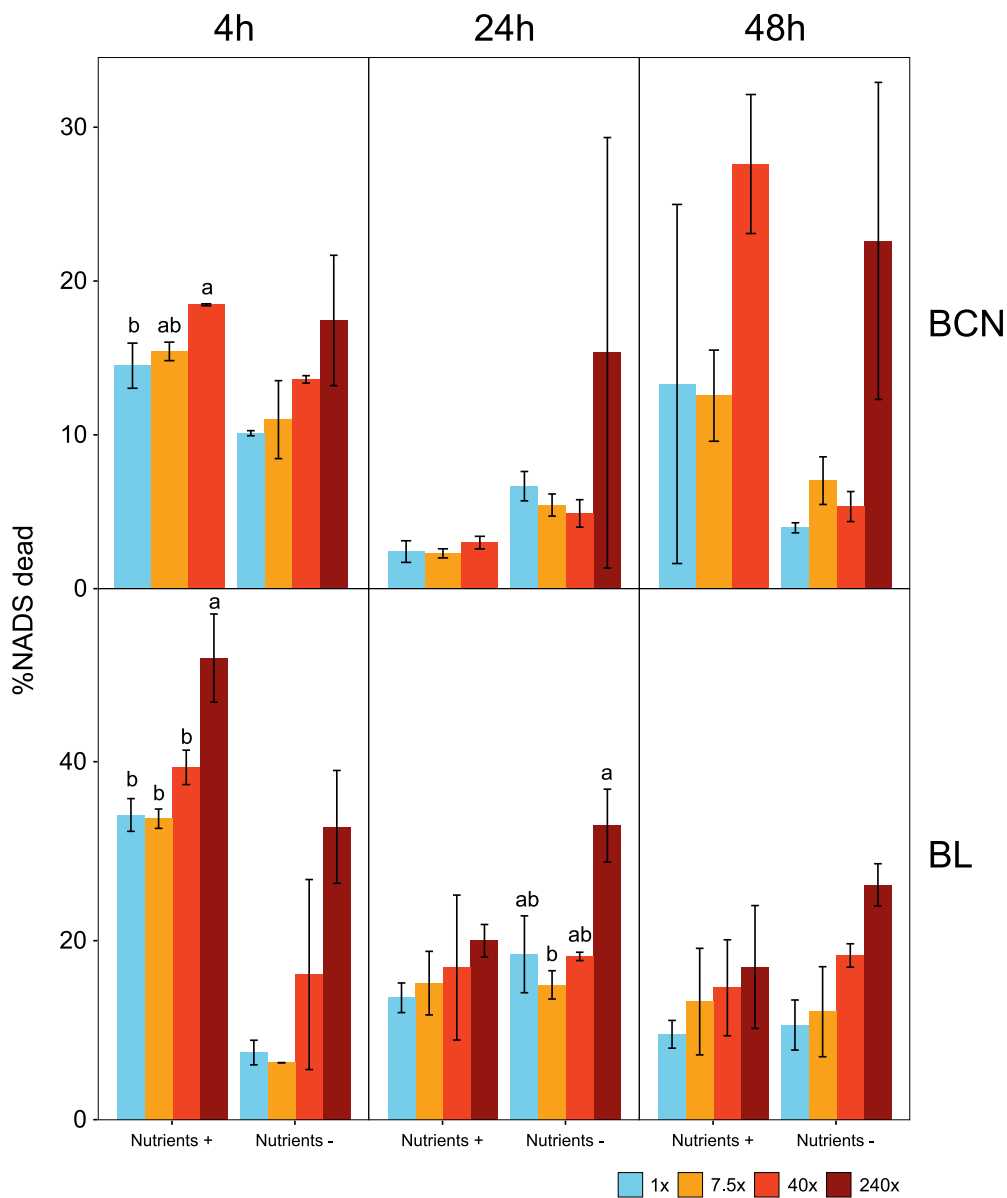 4h 24h 48h
30
20
10
0
b ab a
BCN
%NADS dead
40
20
0
b b b a
ab b ab a
BL
Nutrients + Nutrients - Nutrients + Nutrients - Nutrients + Nutrients -
1x 7.5x 40x 240x